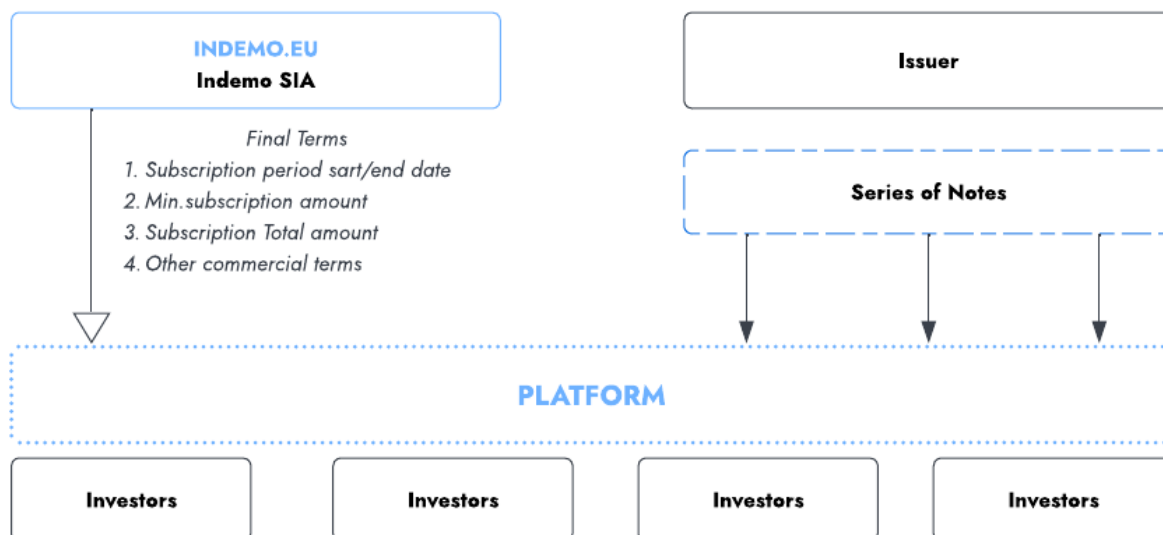 INDEMO.EU
Indemo SIA
Issuer
Final Terms
1. Subscription period sart/end date
2. Min.subscription amount
3. Subscription Total amount
4. Other commercial terms
Series of Notes
PLATFORM
Investors
Investors
Investors
Investors